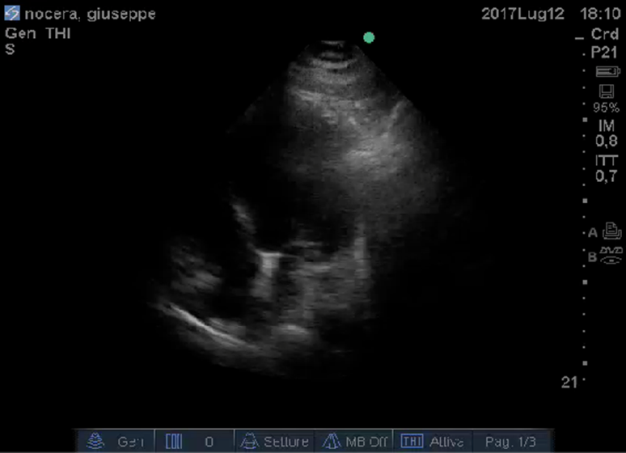 nocera, giuseppe
2017Lug12 18:10
Gen THI
S
Crd
P21
95%
IM
0,8
ITT
0,7
A
B
21
Gen
0
Settore
MB Off
THI Attiva
Pag. 1/3